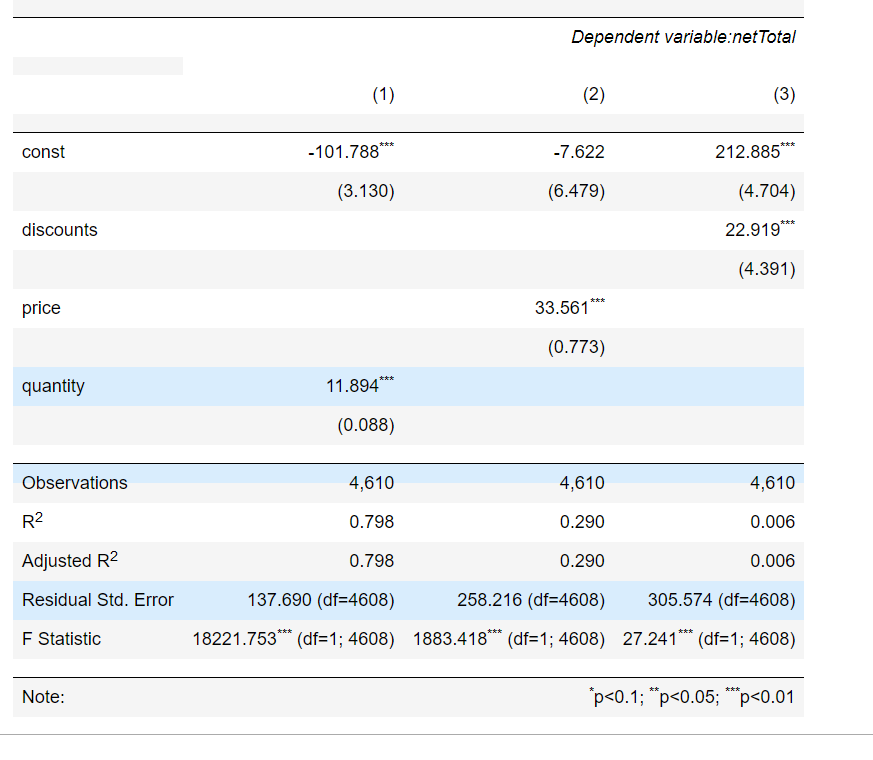 Dependent variable:netTotal
(1) (2) (3)
const -101.788*** -7.622 212.885***
(3.130) (6.479) (4.704)
discounts 22.919***
(4.391)
price 33.561***
(0.773)
quantity 11.894***
(0.088)
Observations 4,610 4,610 4,610
R2 0.798 0.290 0.006
Adjusted R2 0.798 0.290 0.006
Residual Std. Error 137.690 (df=4608) 258.216 (df=4608) 305.574 (df=4608)
F Statistic 18221.753*** (df=1; 4608) 1883.418*** (df=1; 4608) 27.241*** (df=1; 4608)
Note: *p<0.1; **p<0.05; ***p<0.01